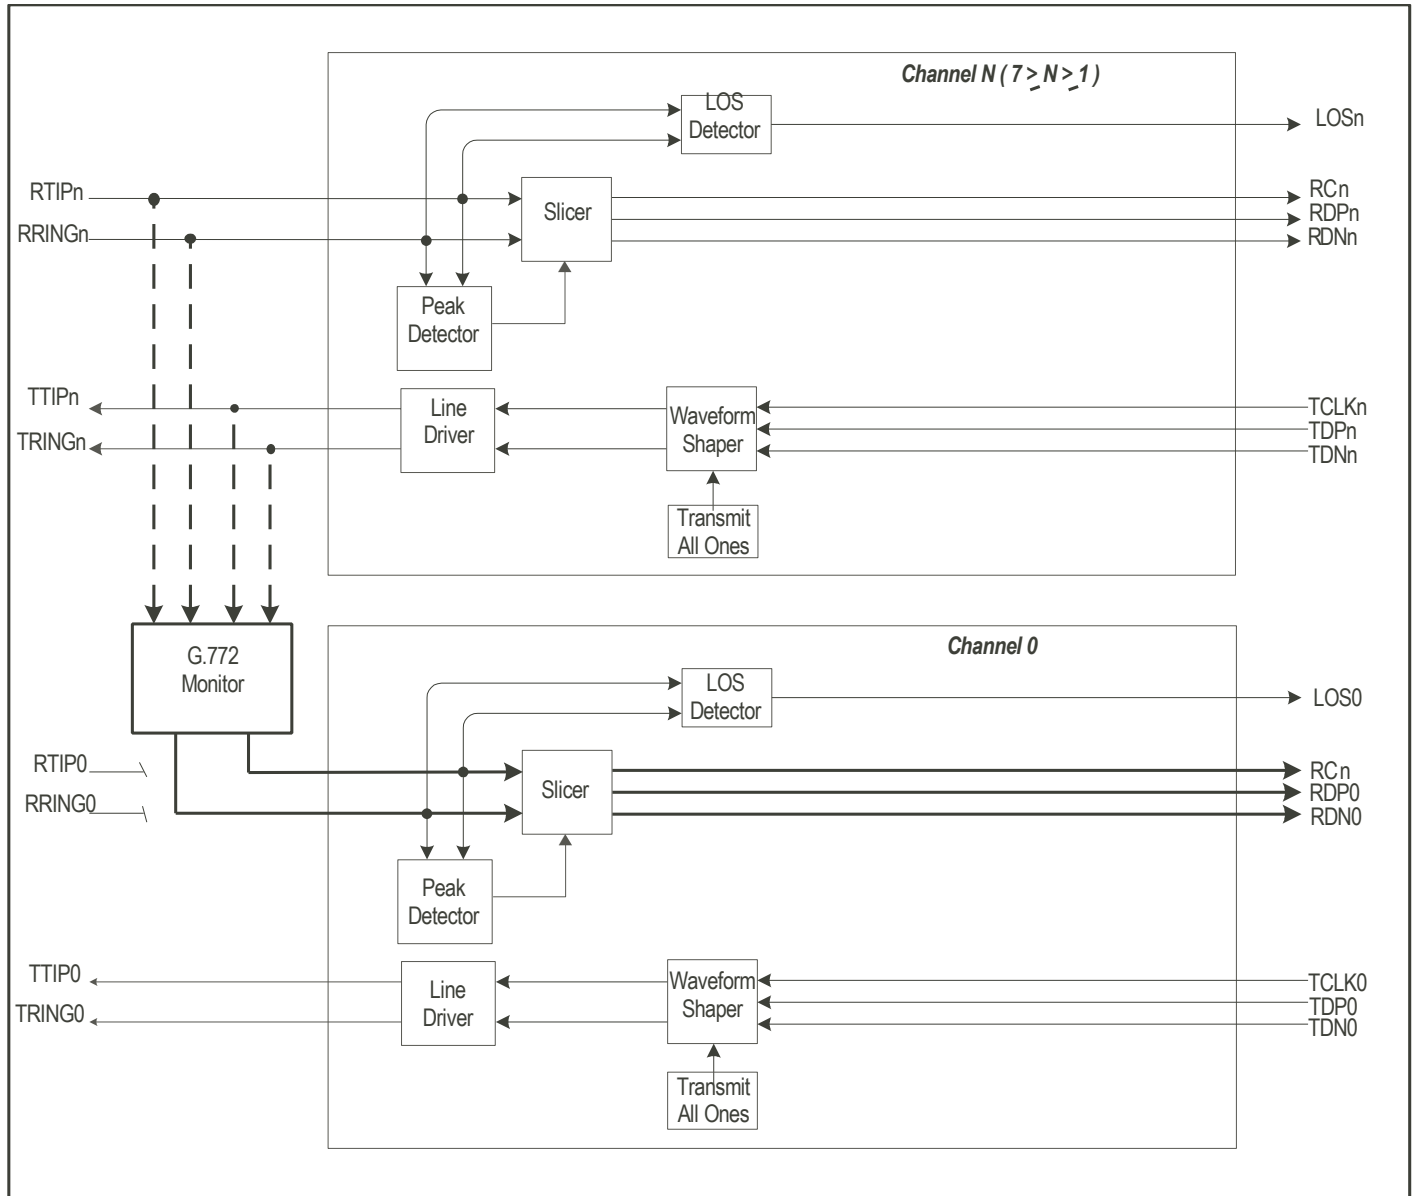 Channel N ( 7 > N > 1 )
LOS
Detector
LOSn
RTIPn
Slicer
RCn
RDPn
RRINGn
RDNn
Peak
Detector
TTIPn
Line
Driver
Waveform
Shaper
TCLKn
TDPn
TRINGn
TDNn
Transmit
All Ones
G.772
Monitor
Channel 0
LOS
Detector
LOS0
RTIP0
Slicer
RCn
RDP0
RRING0
RDN0
Peak
Detector
TTIP0
Line
Driver
Waveform
Shaper
TCLK0
TDP0
TRING0
TDN0
Transmit
All Ones